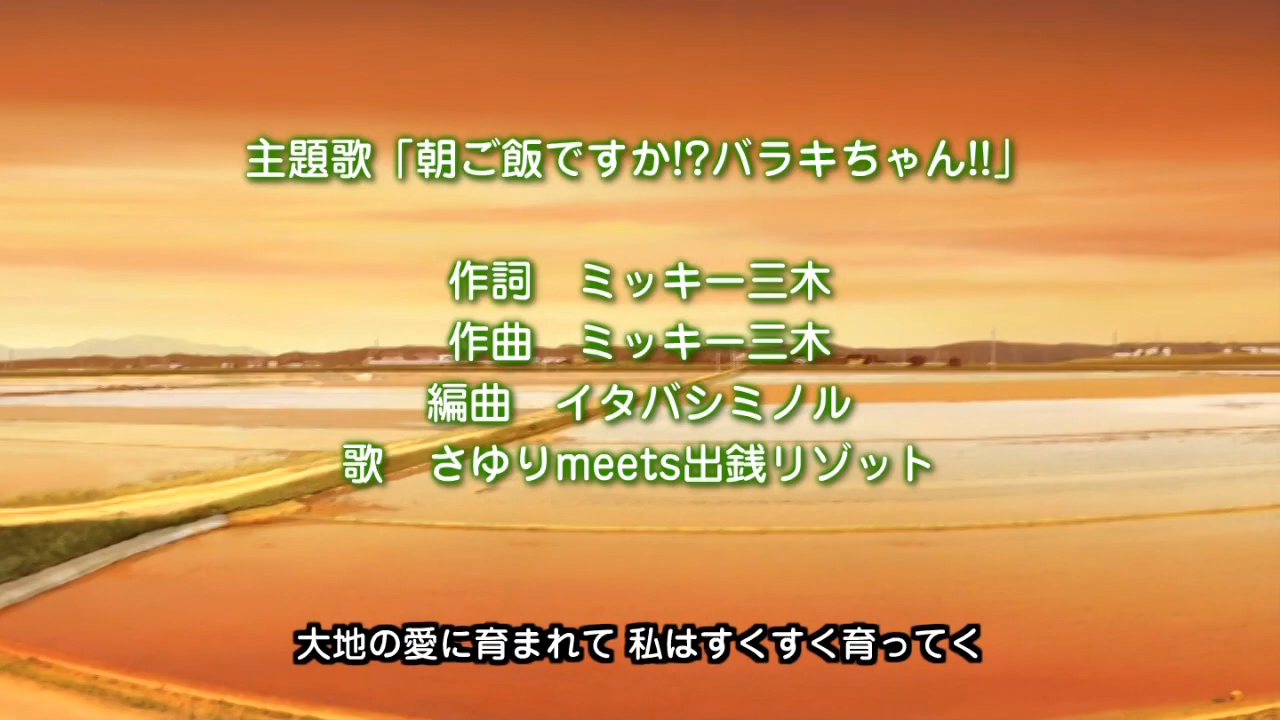 主題歌「朝ご飯ですか!?バラキちゃん!!」
作詞　ミッキー三木
作曲　ミッキー三木
編曲　イタバシミノル
歌　さゆりmeets出銭リゾット
大地の愛に育まれて 私はすくすく育ってく